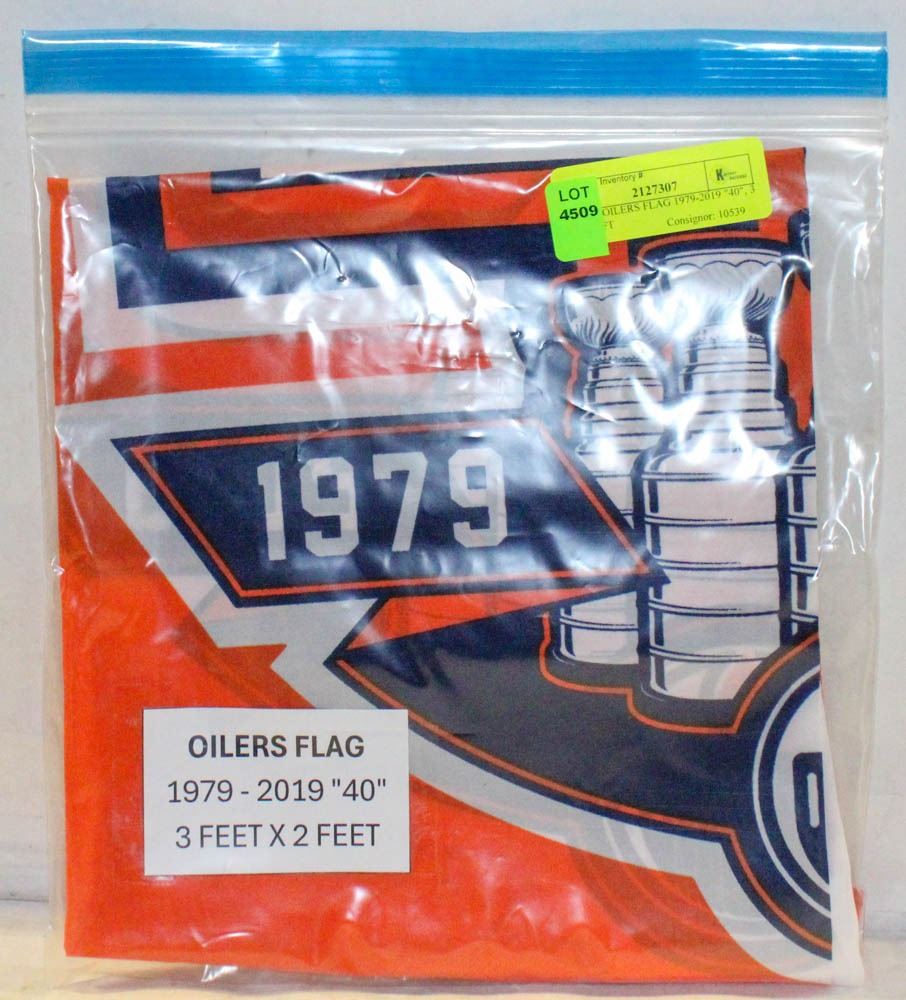 Inventory #
2127307
LOT
4509
OILERS FLAG 1979-2019 "40", 3
FT
Consignor: 10539
1979
OILERS FLAG
1979 - 2019 "40"
3 FEET X 2 FEET